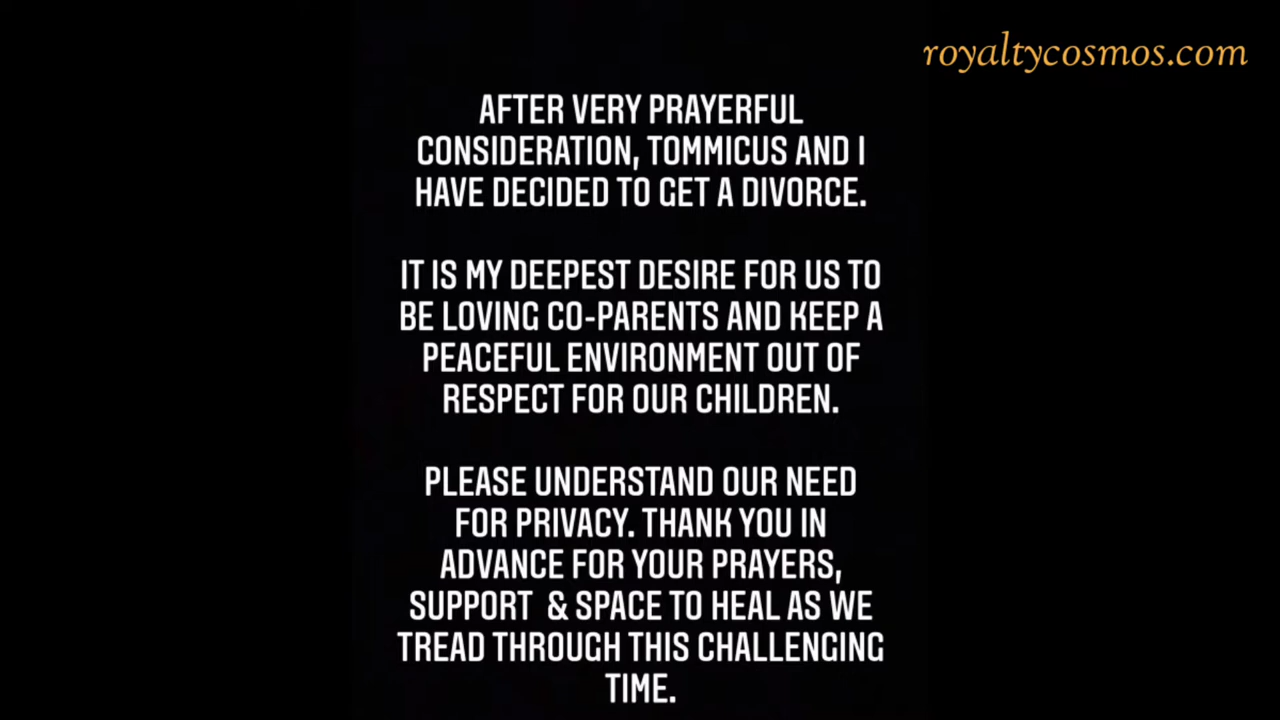 royaltycosmos.com
AFTER VERY PRAYERFUL
CONSIDERATION, TOMMICUS AND I
HAVE DECIDED TO GET A DIVORCE.
IT IS MY DEEPEST DESIRE FOR US TO
BE LOVING CO-PARENTS AND KEEP A
PEACEFUL ENVIRONMENT OUT OF
RESPECT FOR OUR CHILDREN.
PLEASE UNDERSTAND OUR NEED
FOR PRIVACY. THANK YOU IN
ADVANCE FOR YOUR PRAYERS,
SUPPORT & SPACE TO HEAL AS WE
TREAD THROUGH THIS CHALLENGING
TIME.